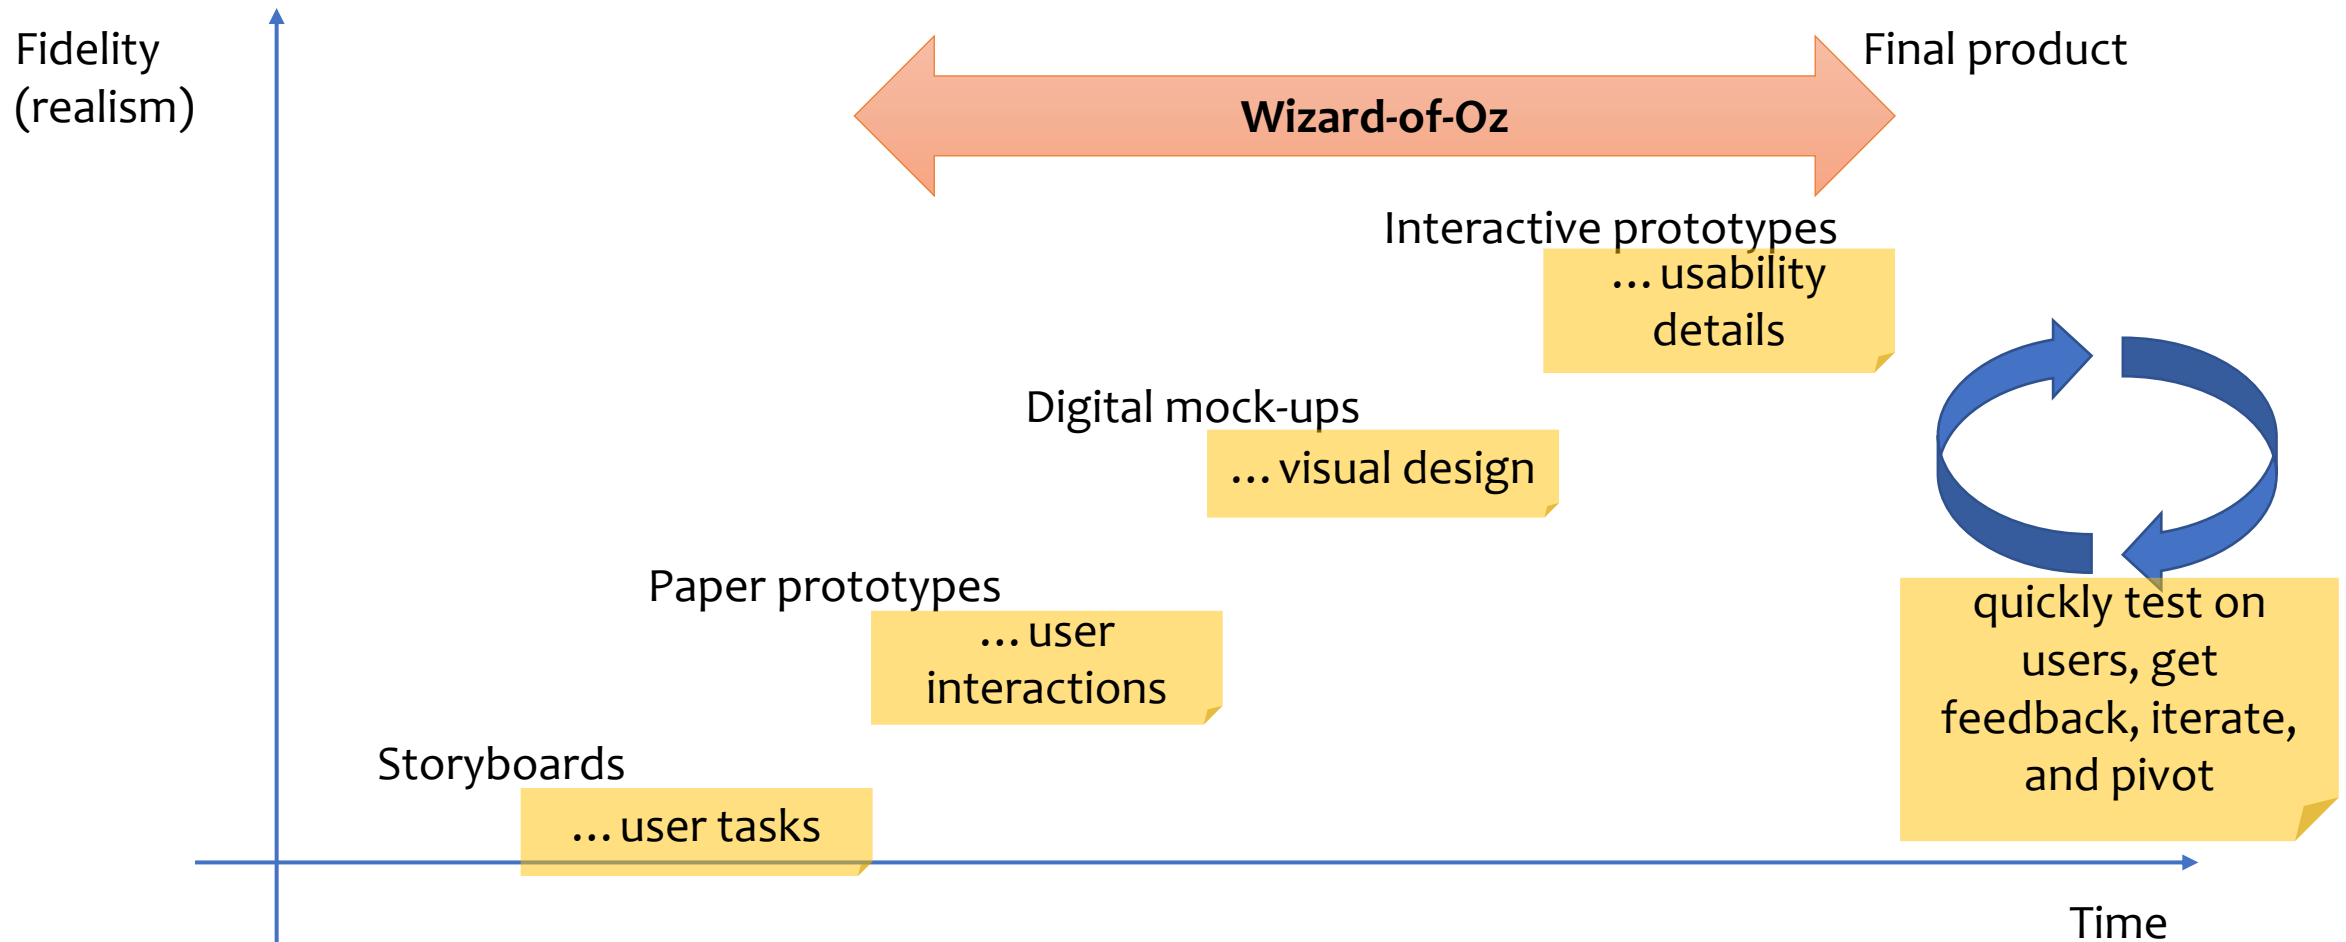 Fidelity
(realism)
Final product
Wizard-of-Oz
Interactive prototypes
... usability
details
Digital mock-ups
... visual design
Paper prototypes
... user
interactions
Storyboards
... user tasks
quickly test on
users, get
feedback, iterate,
and pivot
Time